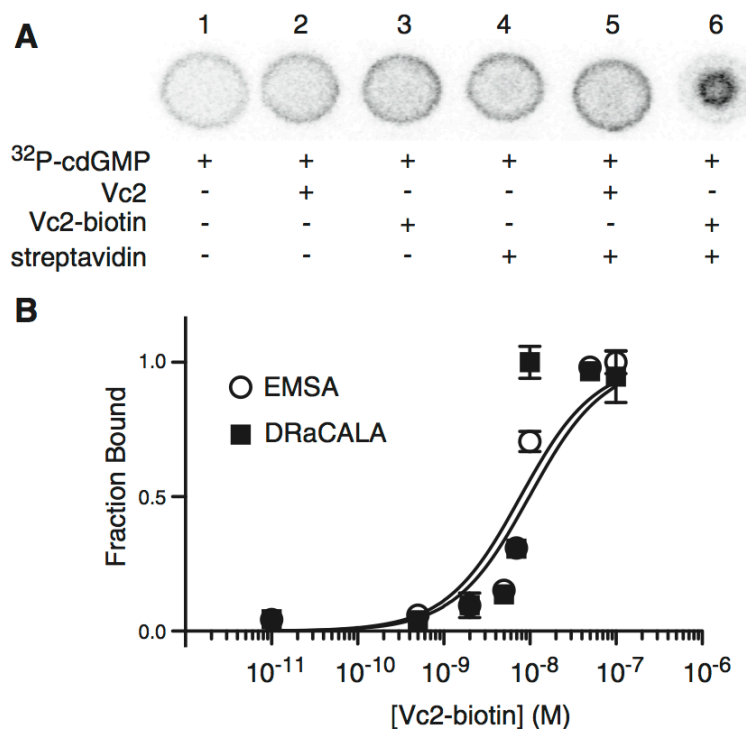 A
1 2 3 4 5 6
32P-cdGMP + + + + + +
Vc2 - + - - + -
Vc2-biotin - - + - - +
streptavidin - - - + + +
B
EMSA
DRaCALA
Fraction Bound
1.0
0.5
0.0
10-11 10-10 10-9 10-8 10-7 10-6
[Vc2-biotin] (M)